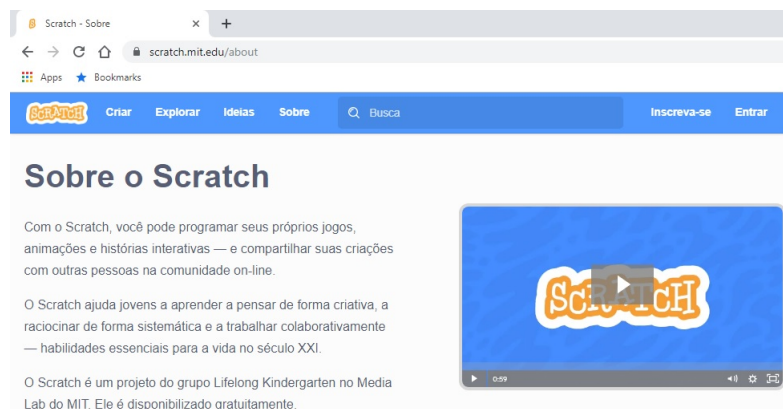 Scratch - Sobre
scratch.mit.edu/about
Apps Bookmarks
SCRATCH Criar Explorar Ideias Sobre Busca Inscreva-se Entrar
Sobre o Scratch
Com o Scratch, você pode programar seus próprios jogos,
animações e histórias interativas — e compartilhar suas criações
com outras pessoas na comunidade on-line.
O Scratch ajuda jovens a aprender a pensar de forma criativa, a
raciocinar de forma sistemática e a trabalhar colaborativamente
— habilidades essenciais para a vida no século XXI.
O Scratch é um projeto do grupo Lifelong Kindergarten no Media
Lab do MIT. Ele é disponibilizado gratuitamente.
SCRATCH
0:59